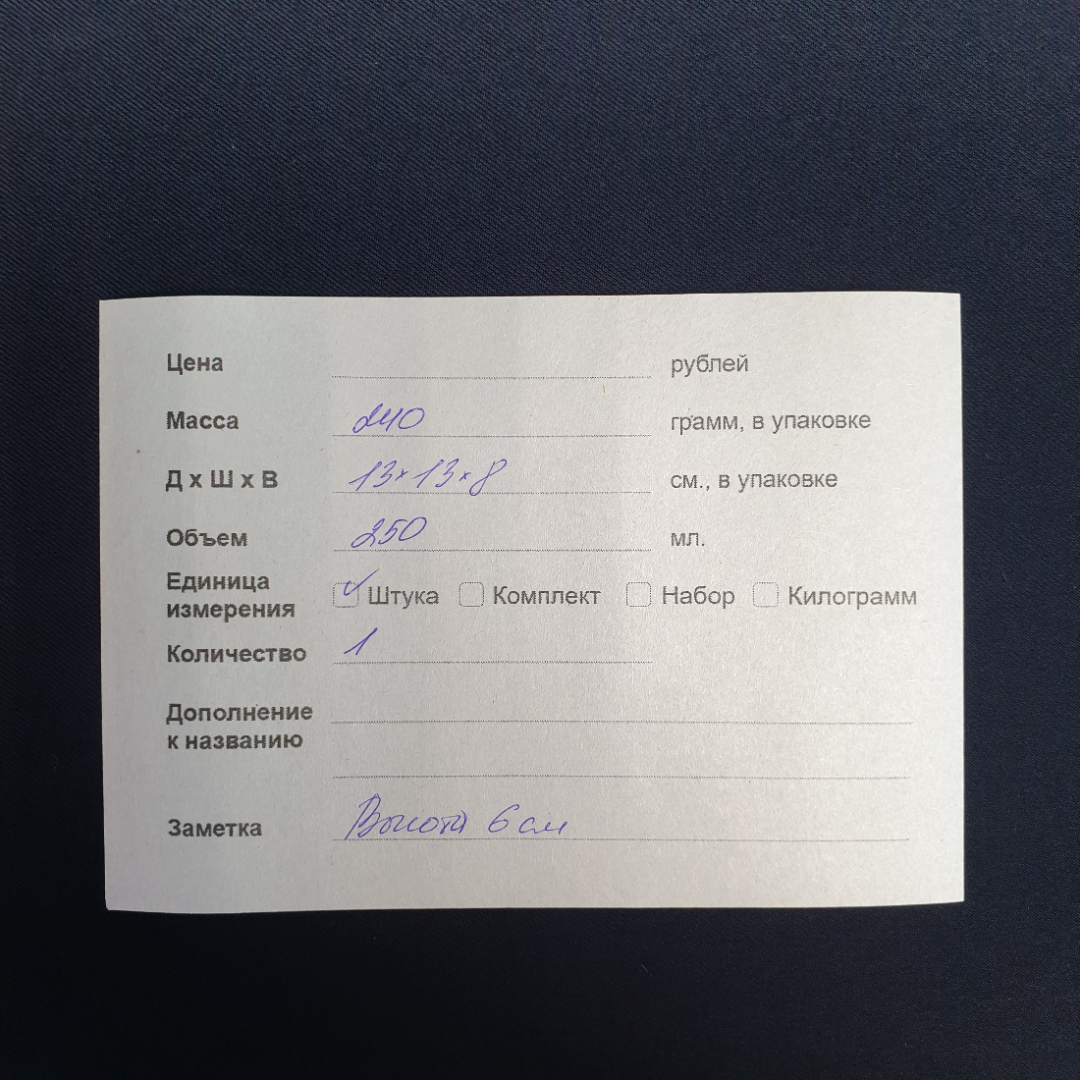 Цена рублей
Масса 240 грамм, в упаковке
Д х Ш х В 13×13×8 см., в упаковке
Объем 250 мл.
Единица
измерения Штука Комплект Набор Килограмм
Количество 1
Дополнение
к названию
Заметка Высота 6 см